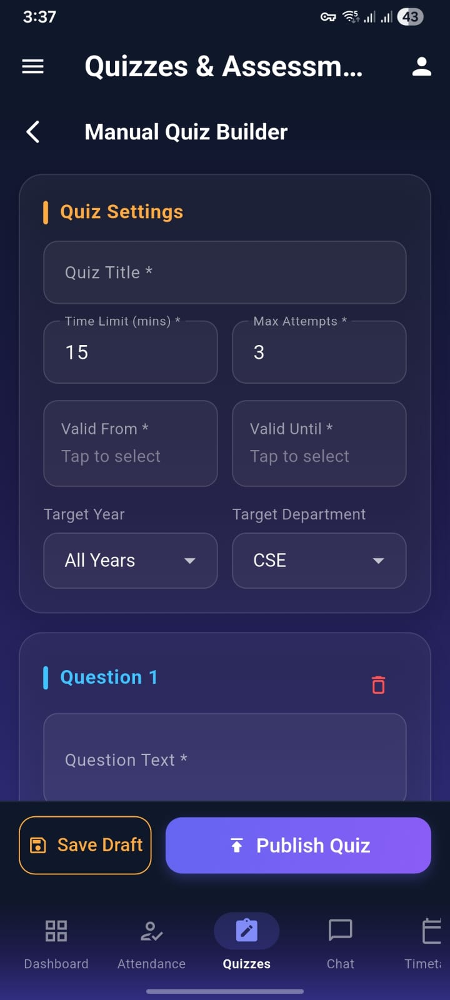 3:37
5
43
Quizzes & Assessm...
Manual Quiz Builder
Quiz Settings
Quiz Title *
Time Limit (mins) *
Max Attempts *
15
3
Valid From *
Valid Until *
Tap to select
Tap to select
Target Year
Target Department
All Years
CSE
Question 1
Question Text *
Save Draft
Publish Quiz
Dashboard
Attendance
Quizzes
Chat
Timeta